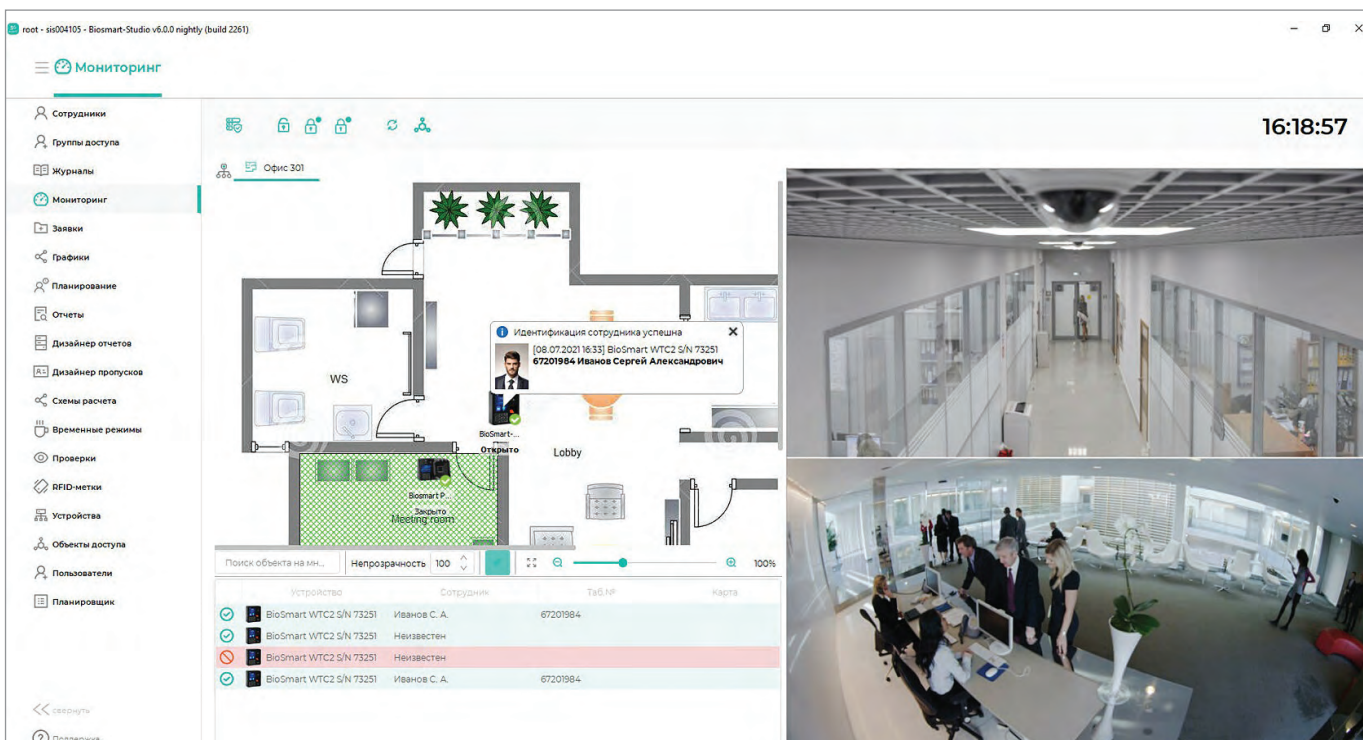 root - sis004105 - Biosmart-Studio v6.0.0 nightly (build 2261)
Мониторинг
Сотрудники
Группы доступа
Журналы
Мониторинг
Заявки
Графики
Планирование
Отчеты
Дизайнер отчетов
Дизайнер пропусков
Схемы расчета
Временные режимы
Проверки
RFID-метки
Устройства
Объекты доступа
Пользователи
Планировщик
свернуть
Поддержка
16:18:57
Офис 301
Идентификация сотрудника успешна
[08.07.2021 16:33] BioSmart WTC2 S/N 73251
67201984 Иванов Сергей Александрович
WS
BioSmart-...
Открыто
Lobby
Biosmart P...
Закрыто
Meeting room
Поиск объекта на мн...
Непрозрачность 100
100%
Устройство Сотрудник Таб.№ Карта
BioSmart WTC2 S/N 73251 Иванов С. А. 67201984
BioSmart WTC2 S/N 73251 Неизвестен
BioSmart WTC2 S/N 73251 Неизвестен
BioSmart WTC2 S/N 73251 Иванов С. А. 67201984